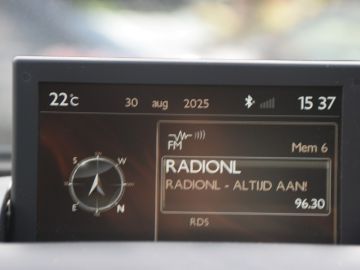 22°C 30 aug 2025 15 37
FM Mem 6
RADIONL
RADIONL - ALTIJD AAN!
96.30
RDS
S W
E N